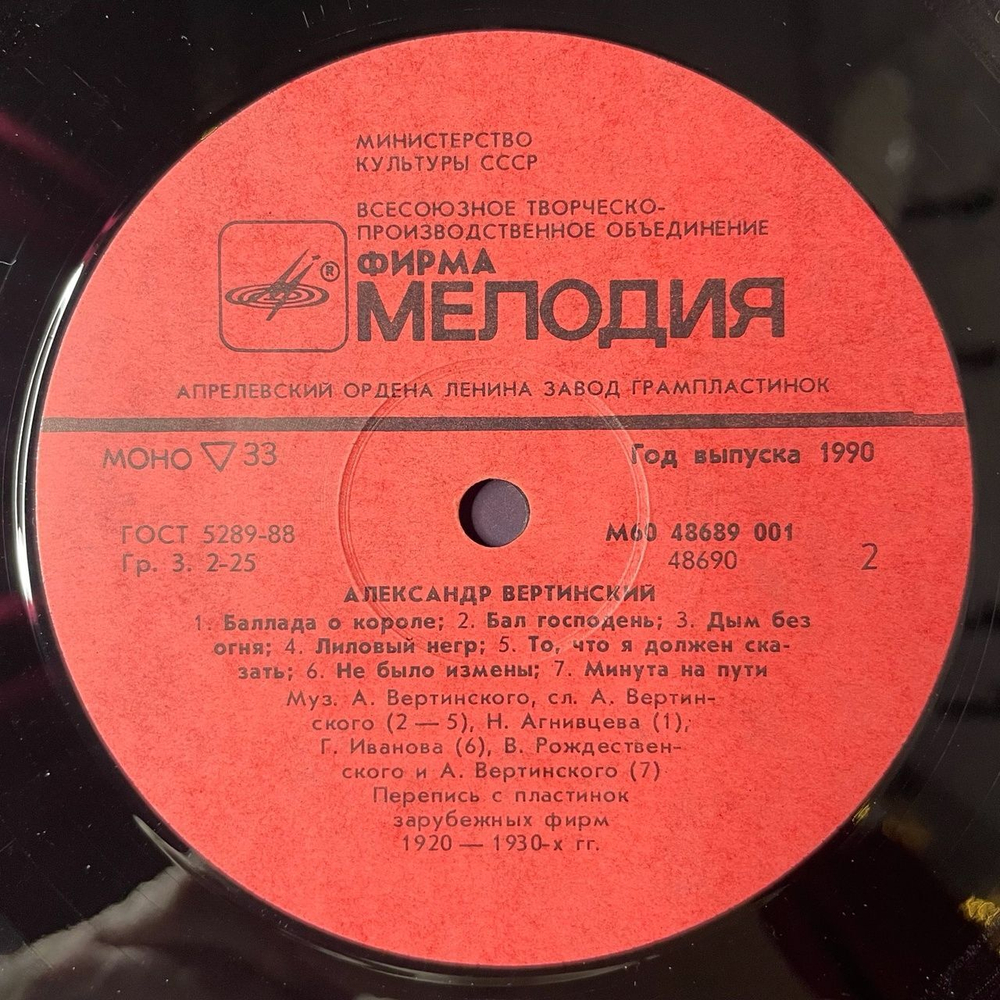 МИНИСТЕРСТВО
КУЛЬТУРЫ СССР
ВСЕСОЮЗНОЕ ТВОРЧЕСКО-
ПРОИЗВОДСТВЕННОЕ ОБЪЕДИНЕНИЕ
ФИРМА
®
МЕЛОДИЯ
АПРЕЛЕВСКИЙ ОРДЕНА ЛЕНИНА ЗАВОД ГРАМПЛАСТИНОК
МОНО ▽ 33
Год выпуска 1990
ГОСТ 5289-88
Гр. 3. 2-25
М60 48689 001
48690
2
АЛЕКСАНДР ВЕРТИНСКИЙ
1. Баллада о короле; 2. Бал господень; 3. Дым без
огня; 4. Лиловый негр; 5. То, что я должен ска-
зать; 6. Не было измены; 7. Минута на пути
Муз. А. Вертинского, сл. А. Вертин-
ского (2 — 5), Н. Агнивцева (1),
Г. Иванова (6), В. Рождествен-
ского и А. Вертинского (7)
Перепись с пластинок
зарубежных фирм
1920 — 1930-х гг.